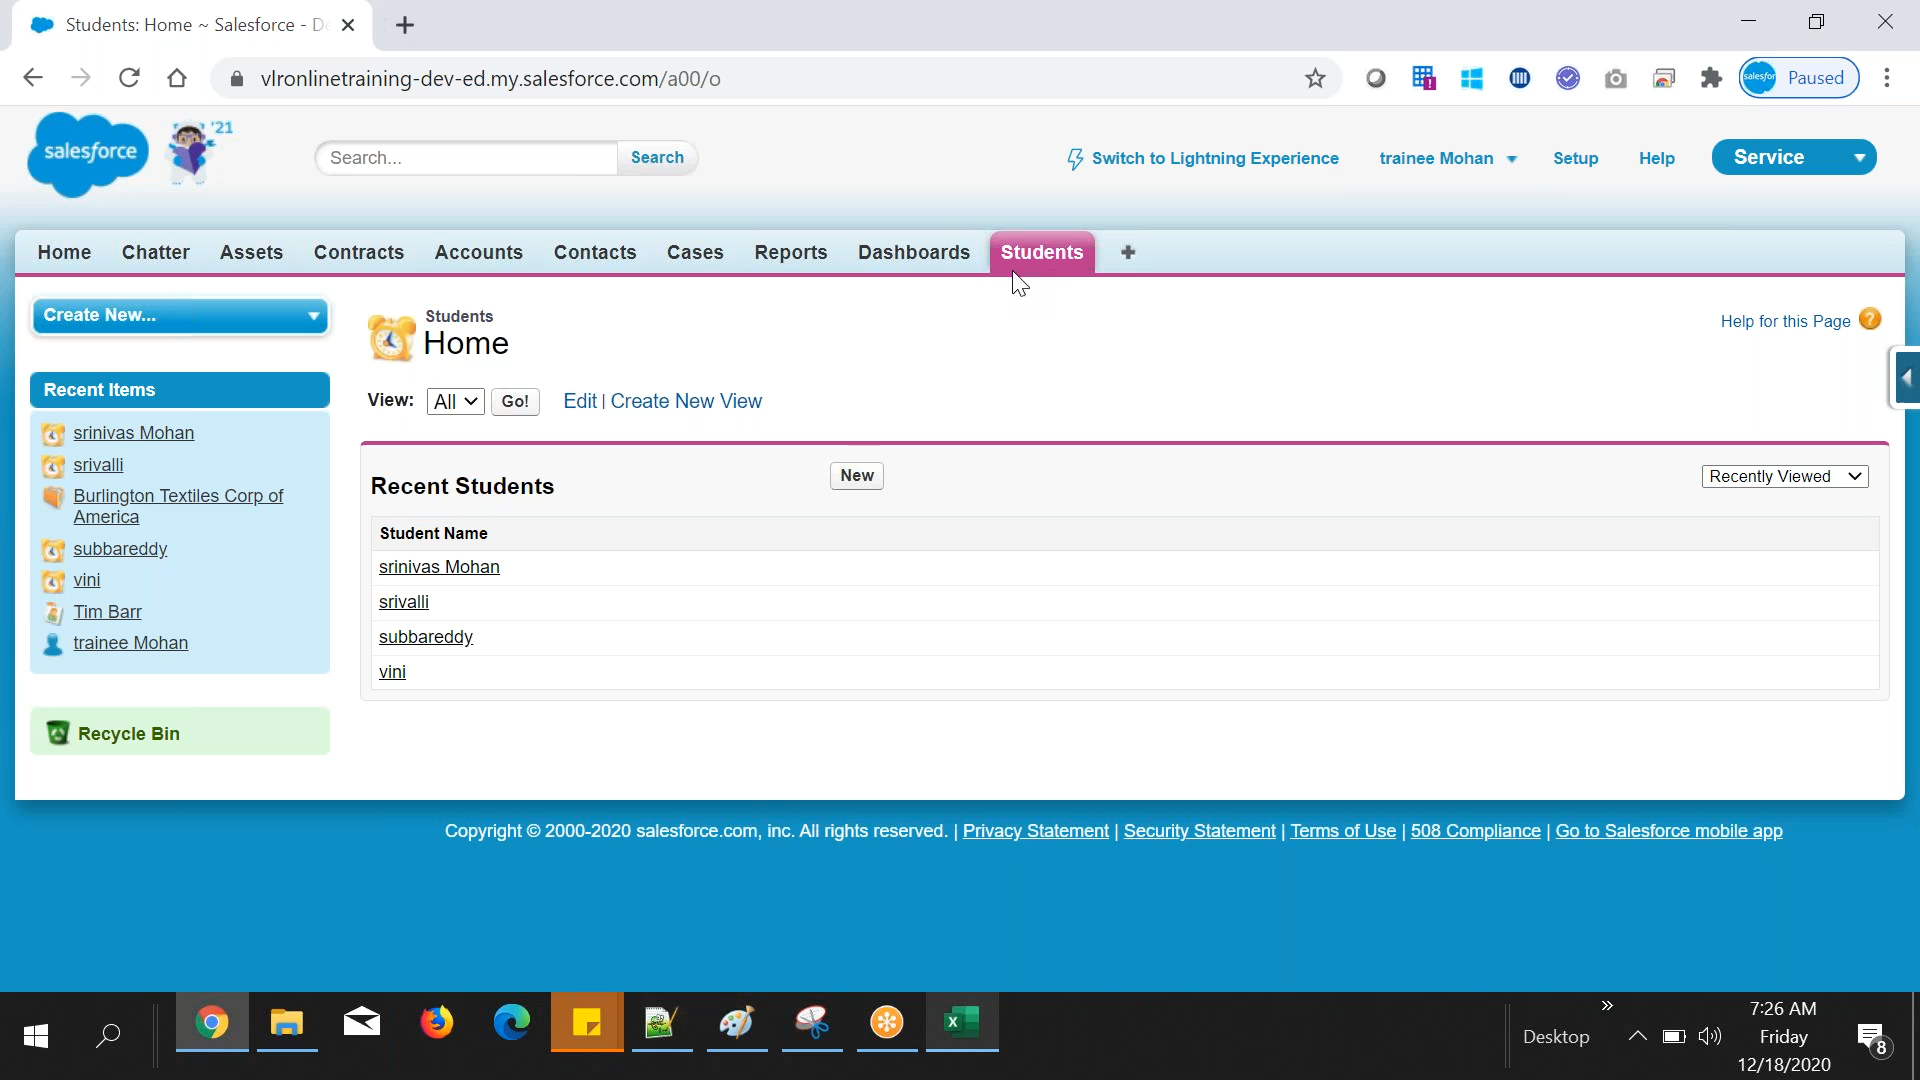 Students: Home ~ Salesforce - D
vlronlinetraining-dev-ed.my.salesforce.com/a00/o
Paused
salesforce
'21
Search...
Search
Switch to Lightning Experience
trainee Mohan
Setup
Help
Service
Home
Chatter
Assets
Contracts
Accounts
Contacts
Cases
Reports
Dashboards
Students
Create New...
Students
Home
Help for this Page
View:
All
Go!
Edit | Create New View
Recent Items
srinivas Mohan
srivalli
Burlington Textiles Corp of
America
subbareddy
vini
Tim Barr
trainee Mohan
Recycle Bin
Recent Students
New
Recently Viewed
Student Name
srinivas Mohan
srivalli
subbareddy
vini
Copyright © 2000-2020 salesforce.com, inc. All rights reserved. | Privacy Statement | Security Statement | Terms of Use | 508 Compliance | Go to Salesforce mobile app
Desktop
7:26 AM
Friday
12/18/2020
8